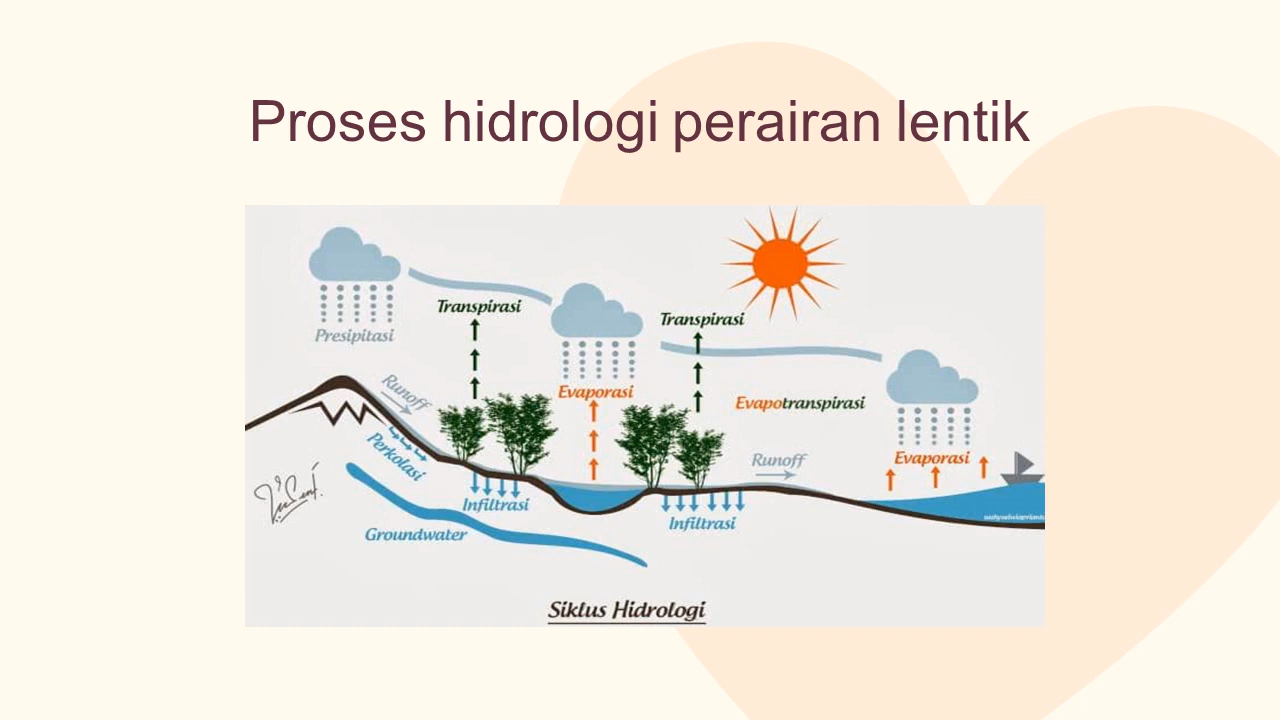 Proses hidrologi perairan lentik
Presipitasi
Transpirasi
Transpirasi
Runoff
Evaporasi
Evapotranspirasi
Perkolasi
Runoff
Evaporasi
Infiltrasi
Infiltrasi
Groundwater
Siklus Hidrologi